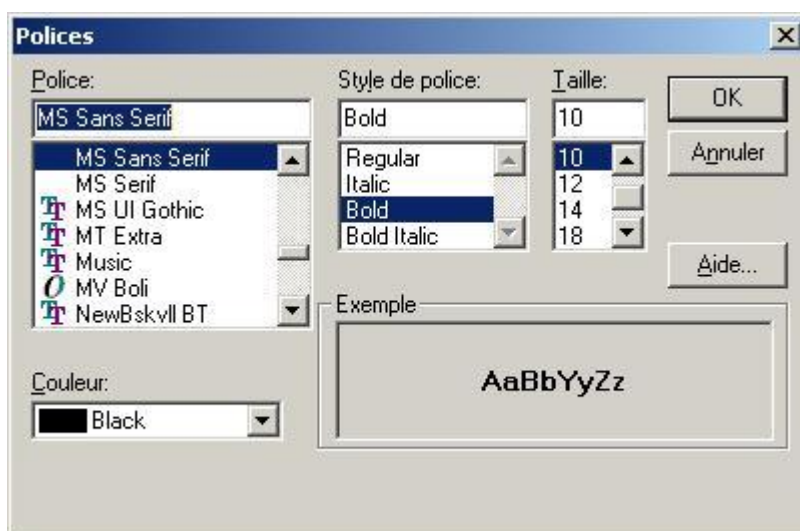 Polices
Police:
MS Sans Serif
MS Sans Serif
MS Serif
MS UI Gothic
MT Extra
Music
MV Boli
NewBskvll BT
Style de police:
Bold
Regular
Italic
Bold
Bold Italic
Taille:
10
10
12
14
18
OK
Annuler
Aide...
Couleur:
Black
Exemple
AaBbYyZz